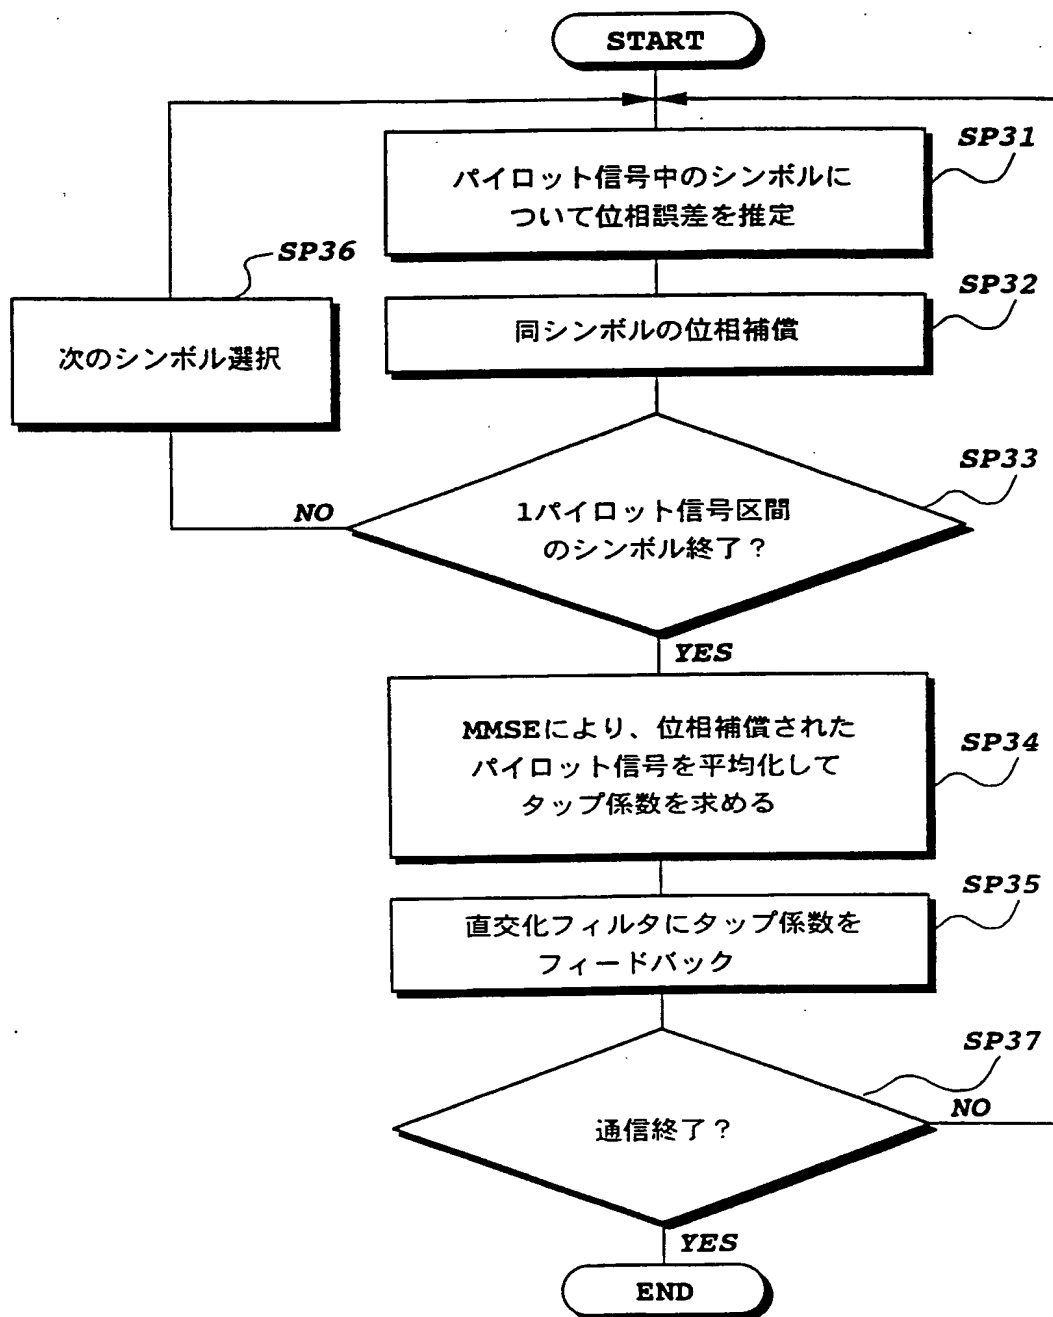 START
SP31
パイロット信号中のシンボルに
ついて位相誤差を推定
SP36
次のシンボル選択
SP32
同シンボルの位相補償
SP33
1パイロット信号区間
のシンボル終了?
NO
YES
SP34
MMSEにより、位相補償された
パイロット信号を平均化して
タップ係数を求める
SP35
直交化フィルタにタップ係数を
フィードバック
SP37
通信終了?
NO
YES
END